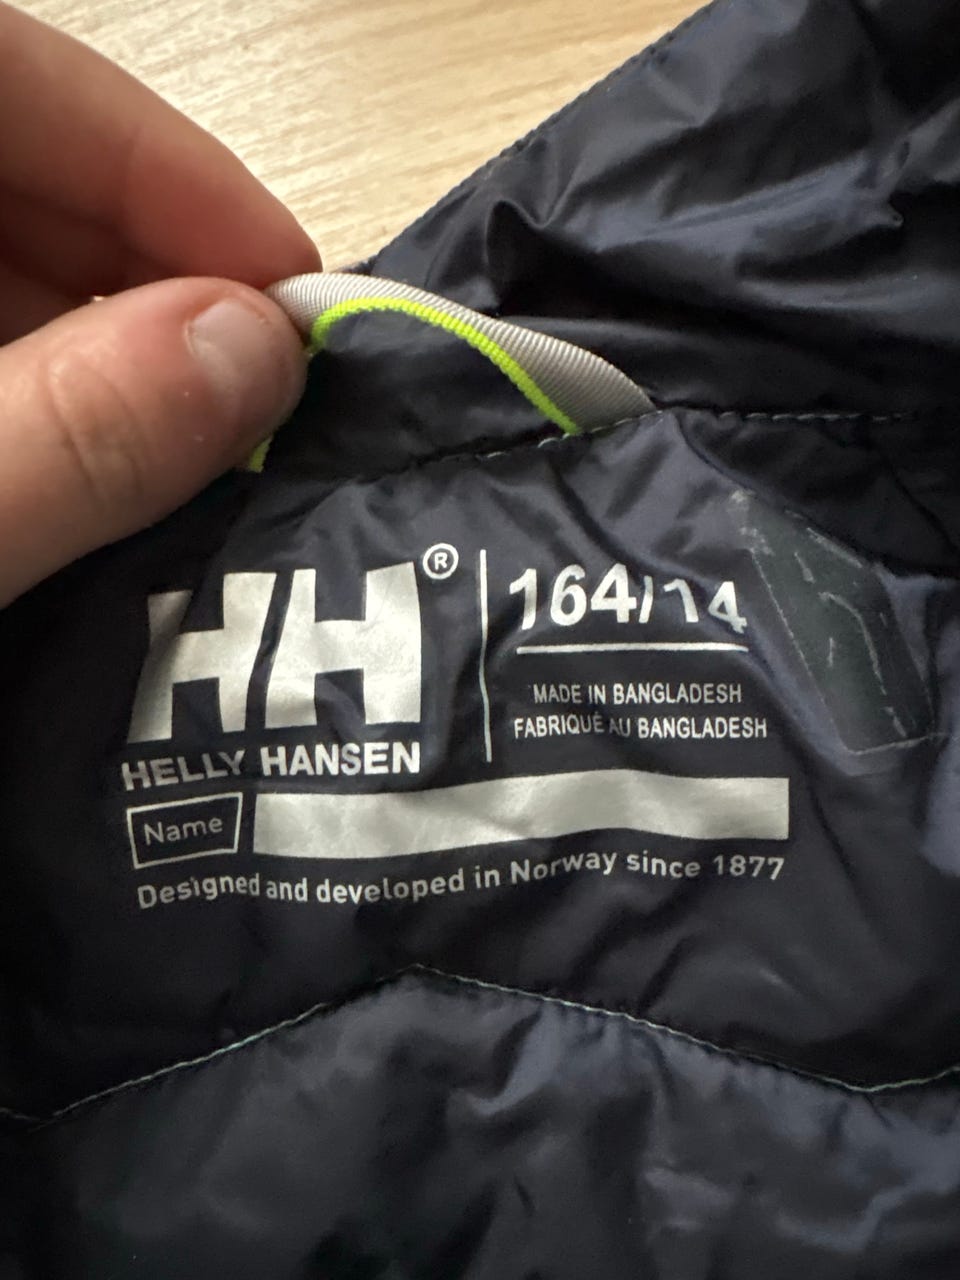 HH®
164/14
MADE IN BANGLADESH
FABRIQUÉ AU BANGLADESH
HELLY HANSEN
Name
Designed and developed in Norway since 1877